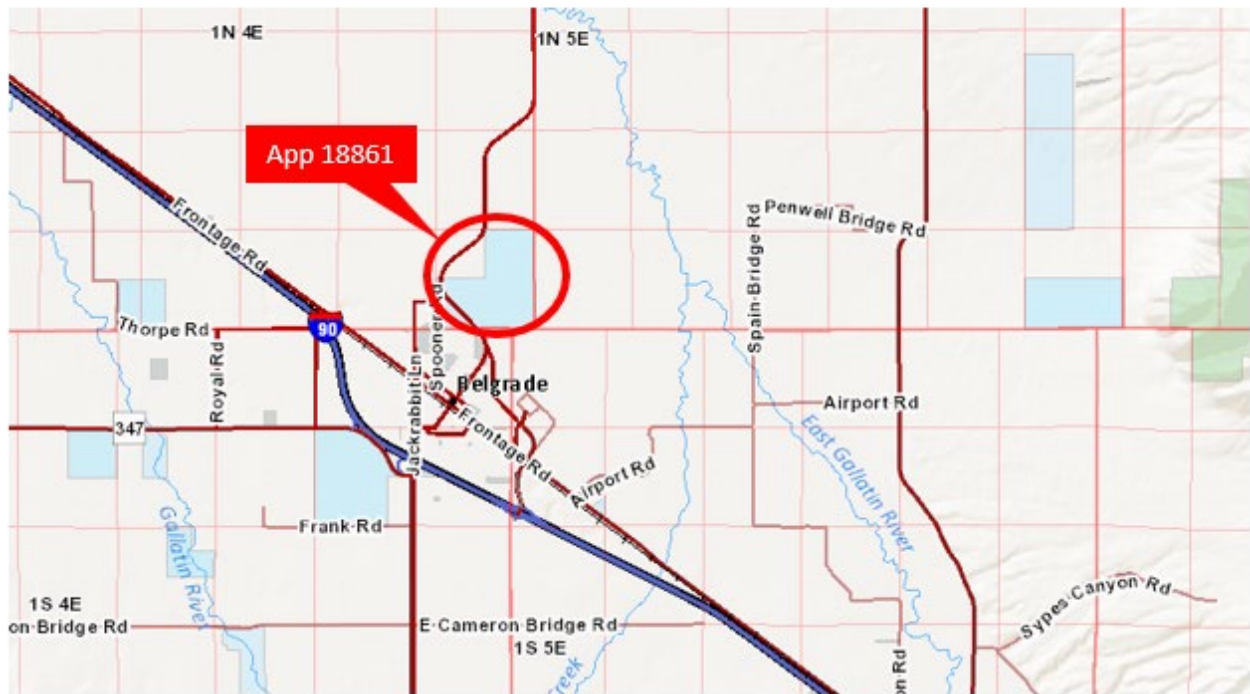 1N 4E
1N 5E
App 18861
Penwell Bridge Rd
Spain Bridge Rd
Frontage Rd
Spooner Rd
Thorpe Rd
90
Royal Rd
Jackrabbit Ln
Belgrade
347
Airport Rd
Frontage Rd
East Gallatin River
Airport Rd
Gallatin River
Frank Rd
Sypes Canyon Rd
1S 4E
on Bridge Rd
E Cameron Bridge Rd
1S 5E
Creek
on Rd